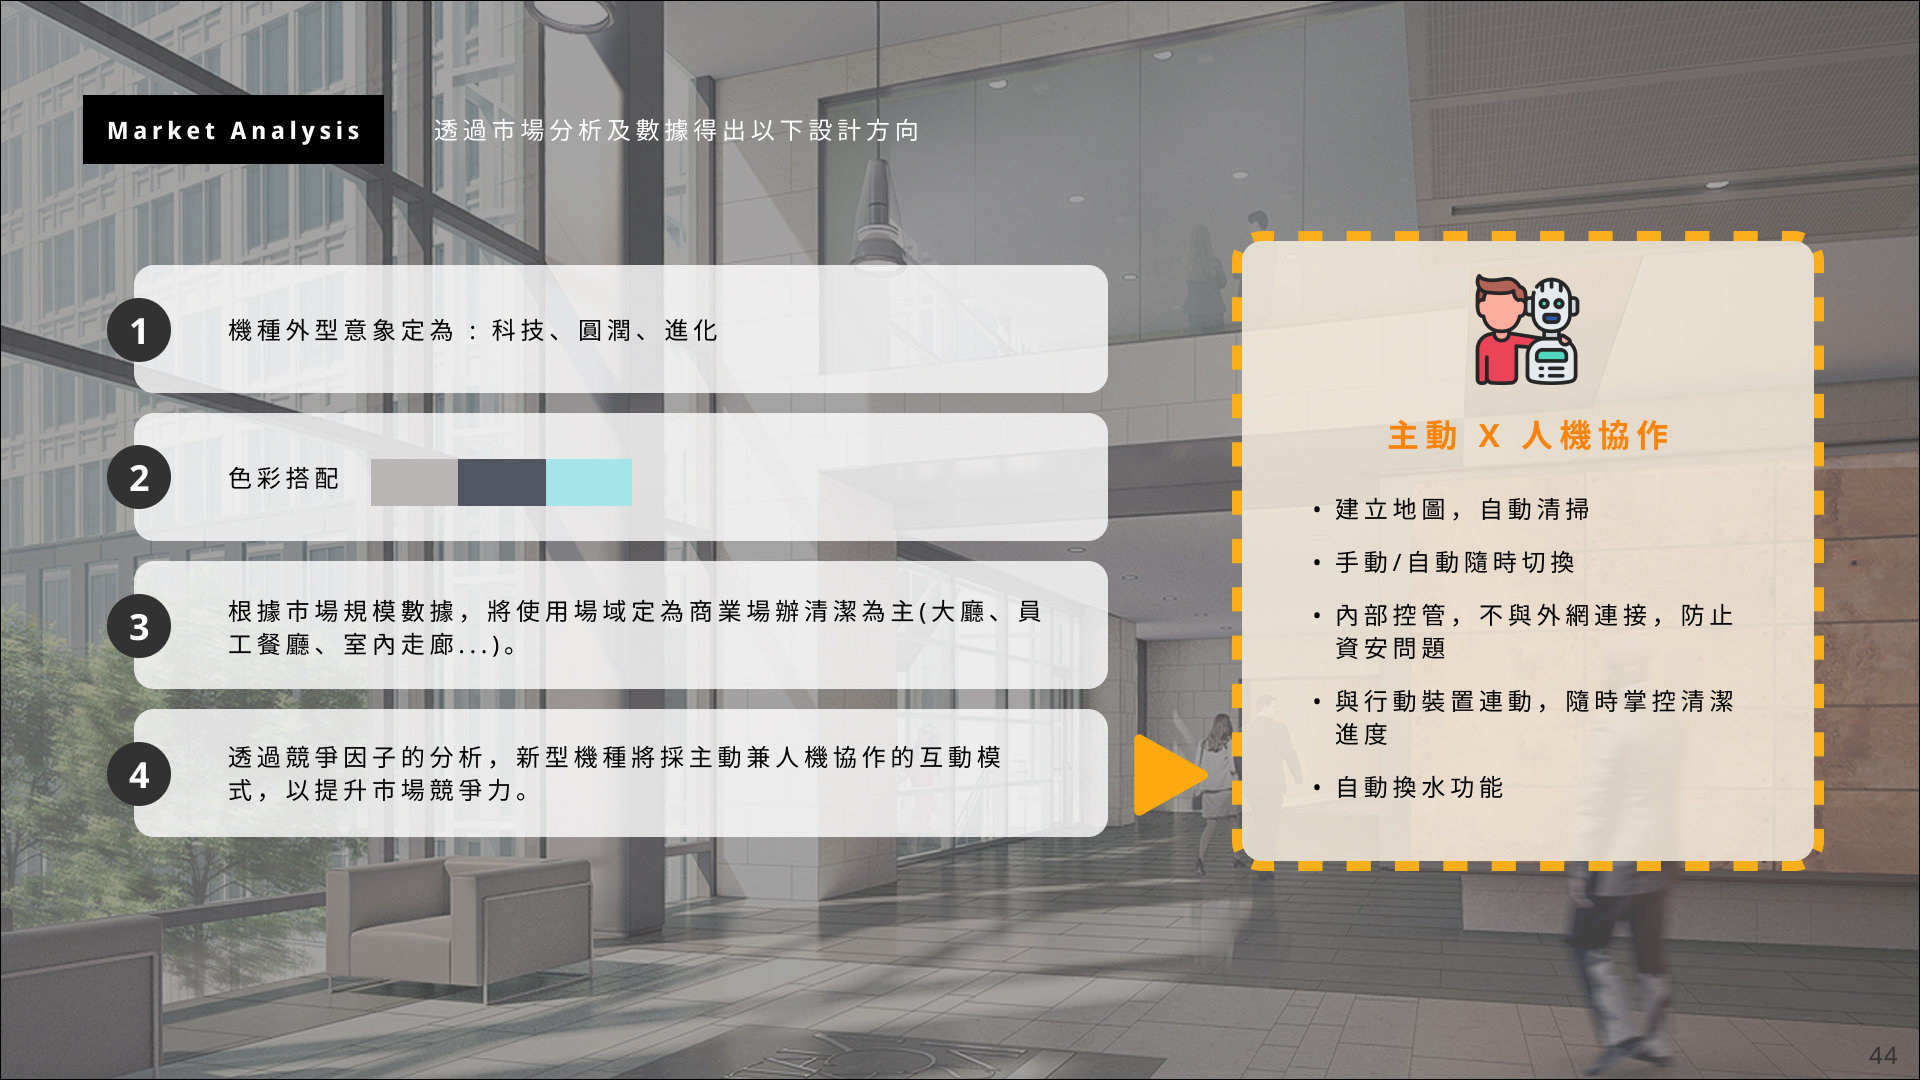 Market Analysis
透過市場分析及數據得出以下設計方向
1
機種外型意象定為 : 科技、圓潤、進化
2
色彩搭配
3
根據市場規模數據，將使用場域定為商業場辦清潔為主(大廳、員
工餐廳、室內走廊...)。
4
透過競爭因子的分析，新型機種將採主動兼人機協作的互動模
式，以提升市場競爭力。
主動 X 人機協作
• 建立地圖，自動清掃
• 手動/自動隨時切換
• 內部控管，不與外網連接，防止
資安問題
• 與行動裝置連動，隨時掌控清潔
進度
• 自動換水功能
44